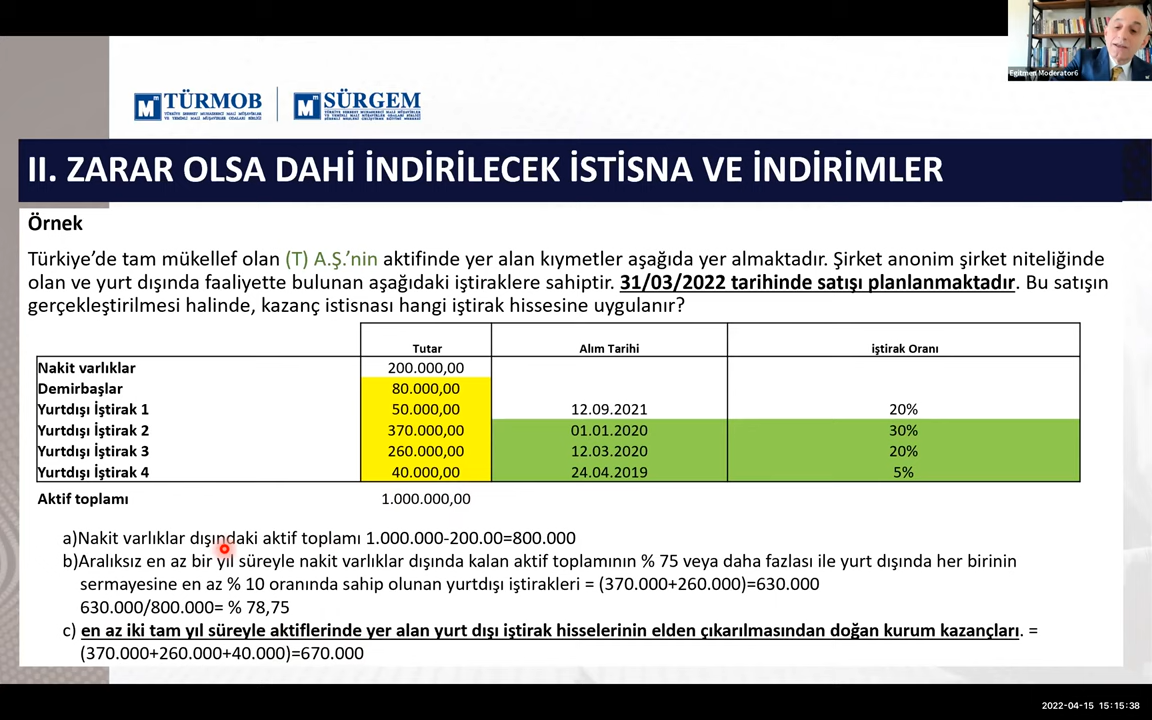 Egitmen Moderator6
TÜRMOB
SÜRGEM
II. ZARAR OLSA DAHİ İNDİRİLECEK İSTİSNA VE İNDİRİMLER
Örnek
Türkiye’de tam mükellef olan (T) A.Ş.’nin aktifinde yer alan kıymetler aşağıda yer almaktadır. Şirket anonim şirket niteliğinde
olan ve yurt dışında faaliyette bulunan aşağıdaki iştiraklere sahiptir. 31/03/2022 tarihinde satışı planlanmaktadır. Bu satışın
gerçekleştirilmesi halinde, kazanç istisnası hangi iştirak hissesine uygulanır?
Tutar Alım Tarihi iştirak Oranı
Nakit varlıklar 200.000,00
Demirbaşlar 80.000,00
Yurtdışı İştirak 1 50.000,00 12.09.2021 20%
Yurtdışı İştirak 2 370.000,00 01.01.2020 30%
Yurtdışı İştirak 3 260.000,00 12.03.2020 20%
Yurtdışı İştirak 4 40.000,00 24.04.2019 5%
Aktif toplamı 1.000.000,00
a)Nakit varlıklar dışındaki aktif toplamı 1.000.000-200.00=800.000
b)Aralıksız en az bir yıl süreyle nakit varlıklar dışında kalan aktif toplamının % 75 veya daha fazlası ile yurt dışında her birinin
sermayesine en az % 10 oranında sahip olunan yurtdışı iştirakleri = (370.000+260.000)=630.000
630.000/800.000= % 78,75
c) en az iki tam yıl süreyle aktiflerinde yer alan yurt dışı iştirak hisselerinin elden çıkarılmasından doğan kurum kazançları. =
(370.000+260.000+40.000)=670.000
2022-04-15 15:15:38